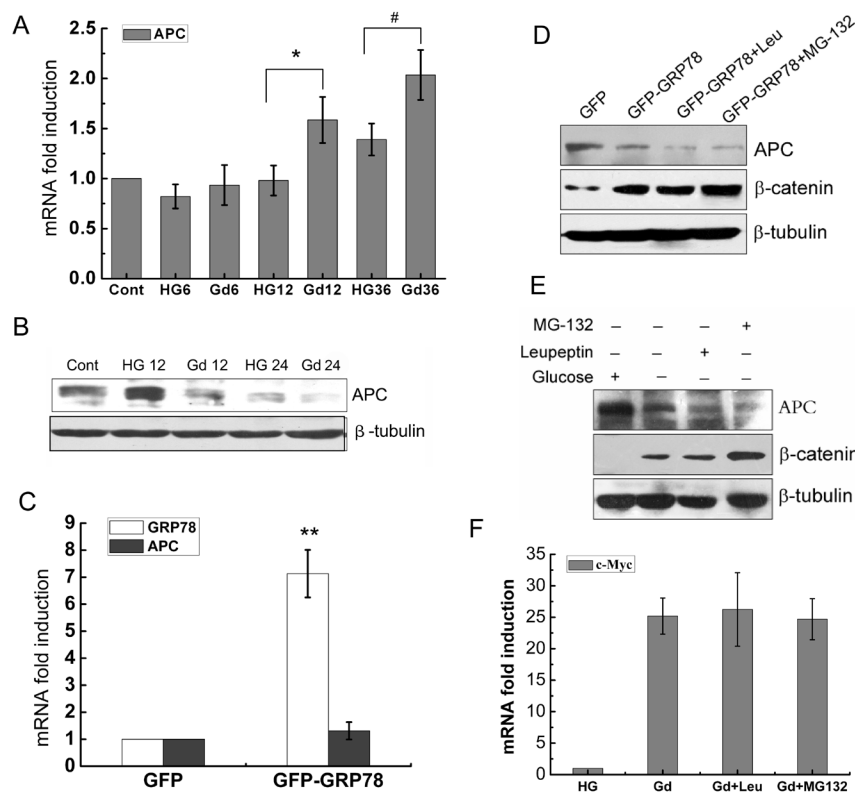 A
APC
mRNA fold induction
2.5
2.0
1.5
1.0
0.5
0.0
*
#
Cont HG6 Gd6 HG12 Gd12 HG36 Gd36
B
Cont HG 12 Gd 12 HG 24 Gd 24
APC
β-tubulin
C
GRP78
APC
mRNA fold induction
9
8
7
6
5
4
3
2
1
0
**
GFP GFP-GRP78
D
GFP GFP-GRP78 GFP-GRP78+Leu GFP-GRP78+MG-132
APC
β-catenin
β-tubulin
E
MG-132 – – – +
Leupeptin – – + –
Glucose + – – –
APC
β-catenin
β-tubulin
F
c-Myc
mRNA fold induction
35
30
25
20
15
10
5
0
HG Gd Gd+Leu Gd+MG132